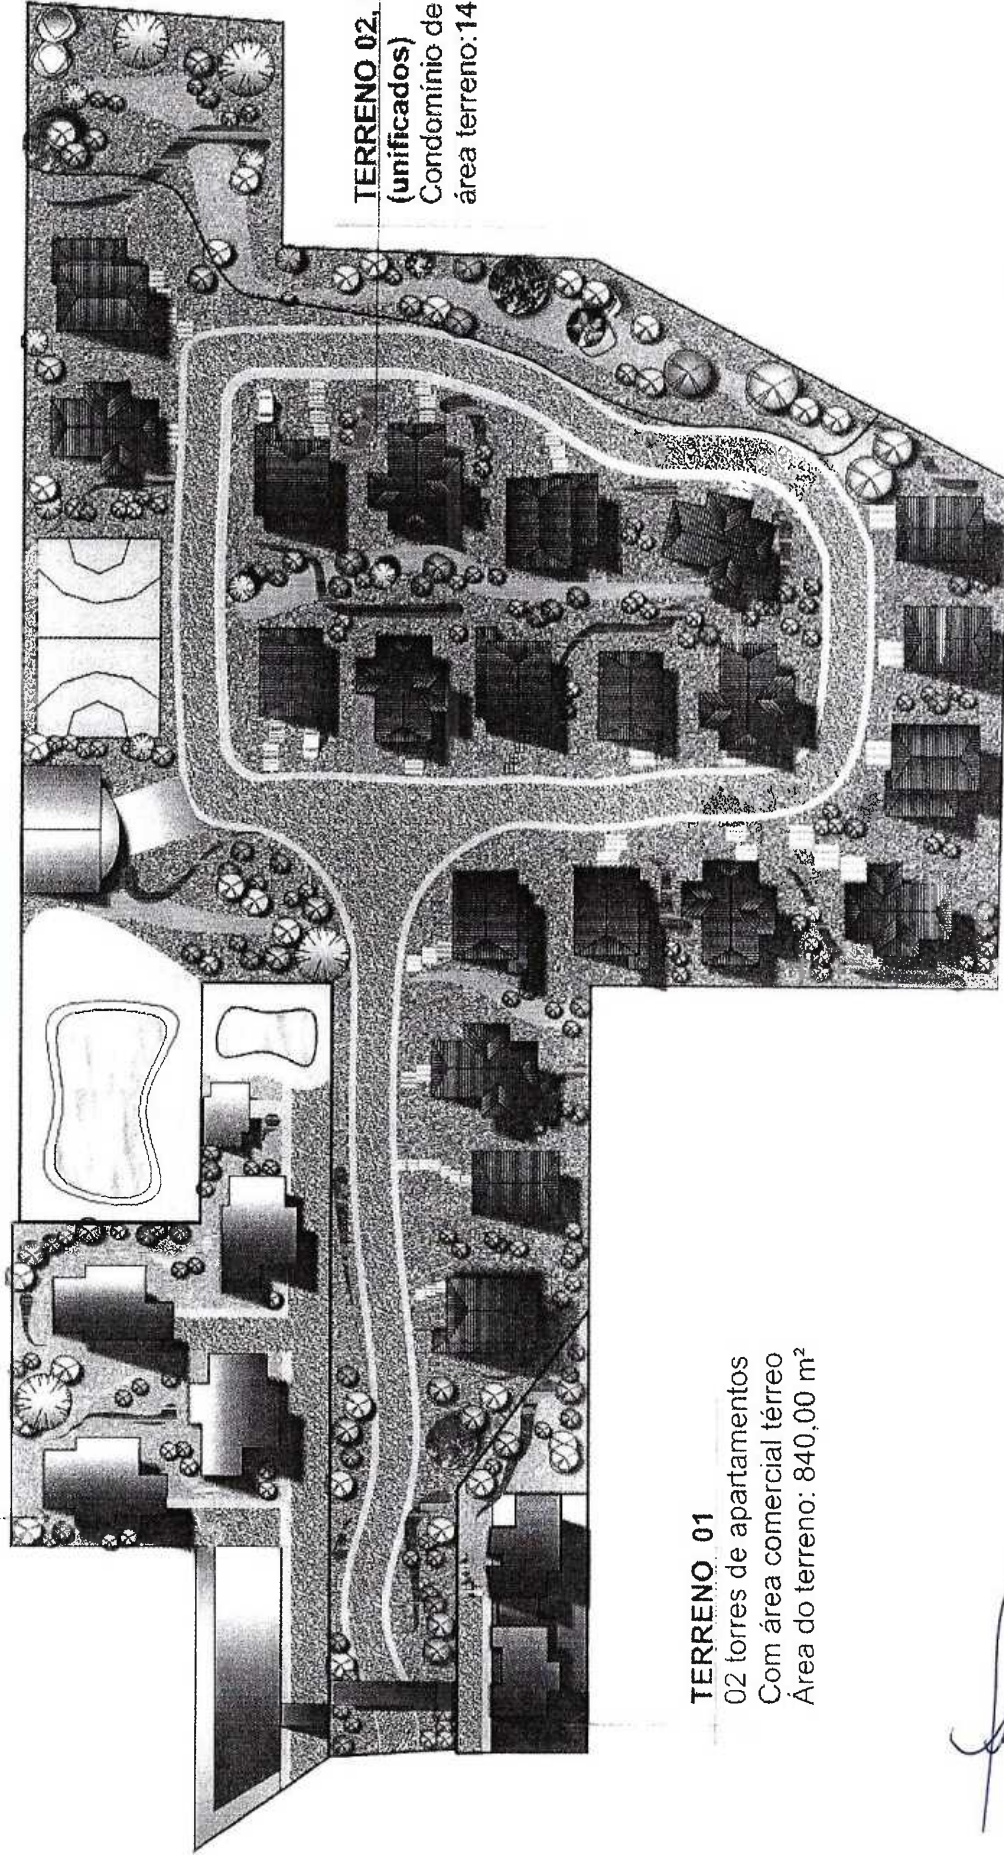 TERRENO 02,
(unificados)
Condomínio de
área terreno:14
TERRENO 01
02 torres de apartamentos
Com área comercial térreo
Área do terreno: 840,00 m²